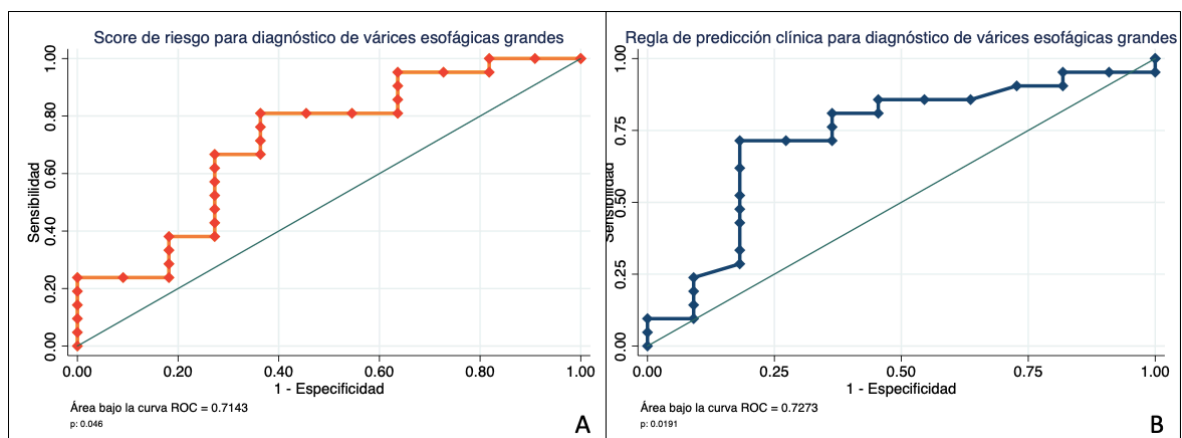 Score de riesgo para diagnóstico de várices esofágicas grandes
Sensibilidad
1.00
0.80
0.60
0.40
0.20
0.00
0.00 0.20 0.40 0.60 0.80 1.00
1 - Especificidad
Área bajo la curva ROC = 0.7143
p: 0.046
A
Regla de predicción clínica para diagnóstico de várices esofágicas grandes
Sensibilidad
1.00
0.75
0.50
0.25
0.00
0.00 0.25 0.50 0.75 1.00
1 - Especificidad
Área bajo la curva ROC = 0.7273
p: 0.0191
B